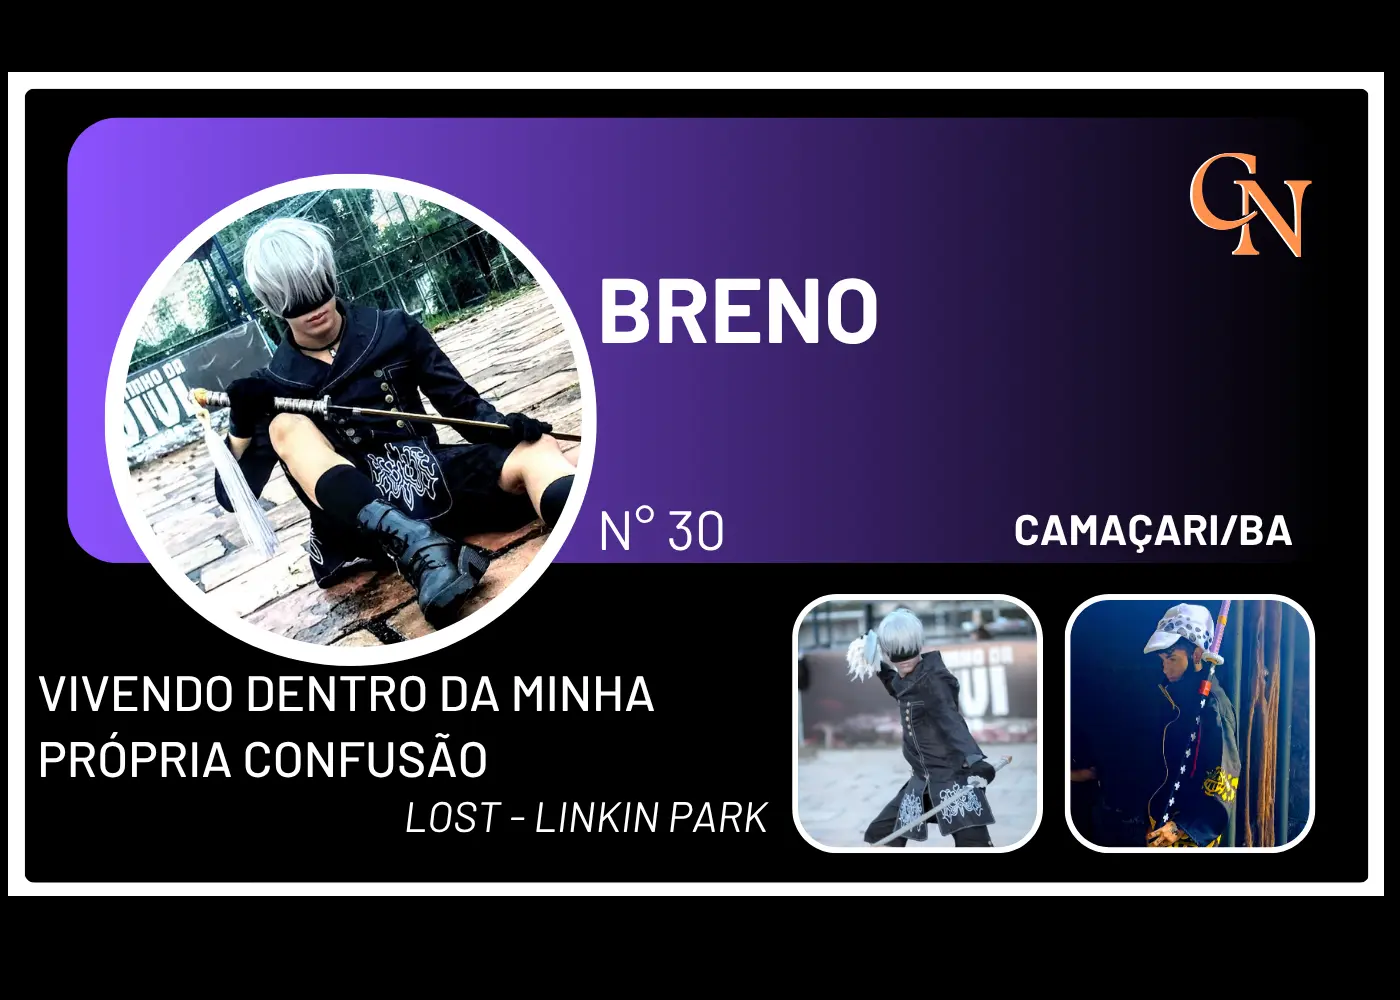 CN
BRENO
N° 30
CAMAÇARI/BA
VIVENDO DENTRO DA MINHA
PRÓPRIA CONFUSÃO
LOST - LINKIN PARK